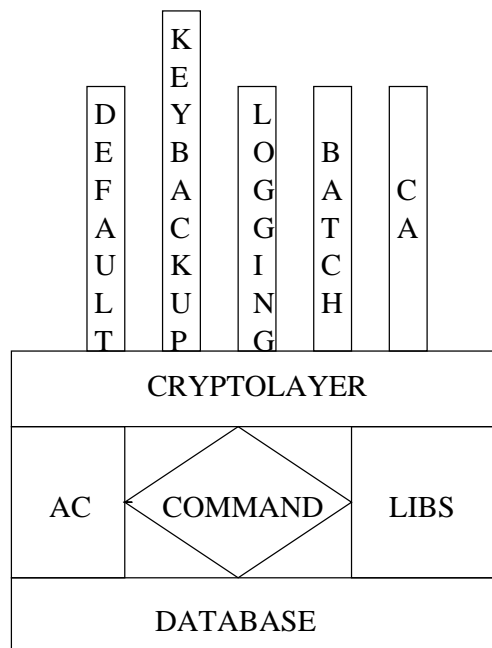 DEFAULT
KEYBACKUP
LOGGING
BATCH
CA
CRYPTOLAYER
AC
COMMAND
LIBS
DATABASE